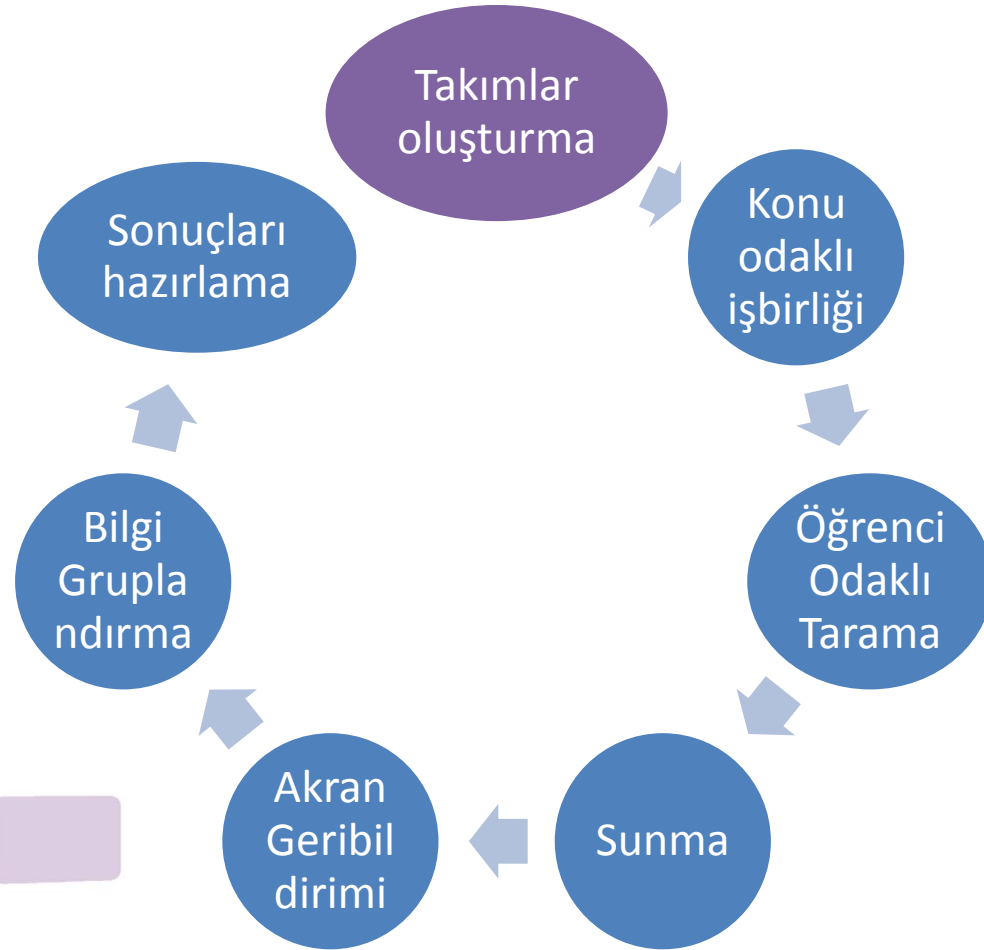 Takımlar
oluşturma
Konu
odaklı
işbirliği
Öğrenci
Odaklı
Tarama
Sunma
Akran
Geribil
dirimi
Bilgi
Grupla
ndırma
Sonuçları
hazırlama